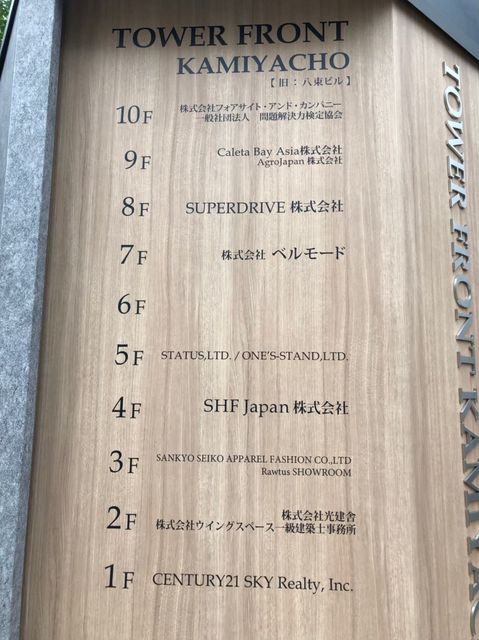 TOWER FRONT
KAMIYACHO
【旧：八束ビル】
10F 株式会社フォアサイト・アンド・カンパニー
一般社団法人 問題解決力検定協会
9F Caleta Bay Asia株式会社
AgroJapan 株式会社
8F SUPERDRIVE 株式会社
7F 株式会社 ベルモード
6F
5F STATUS,LTD. / ONE'S-STAND,LTD.
4F SHF Japan 株式会社
3F SANKYO SEIKO APPAREL FASHION CO.,LTD
Rawtus SHOWROOM
2F 株式会社光建舎
株式会社ウイングスペース一級建築士事務所
1F CENTURY21 SKY Realty, Inc.
TOWER FRONT KAMIYAC